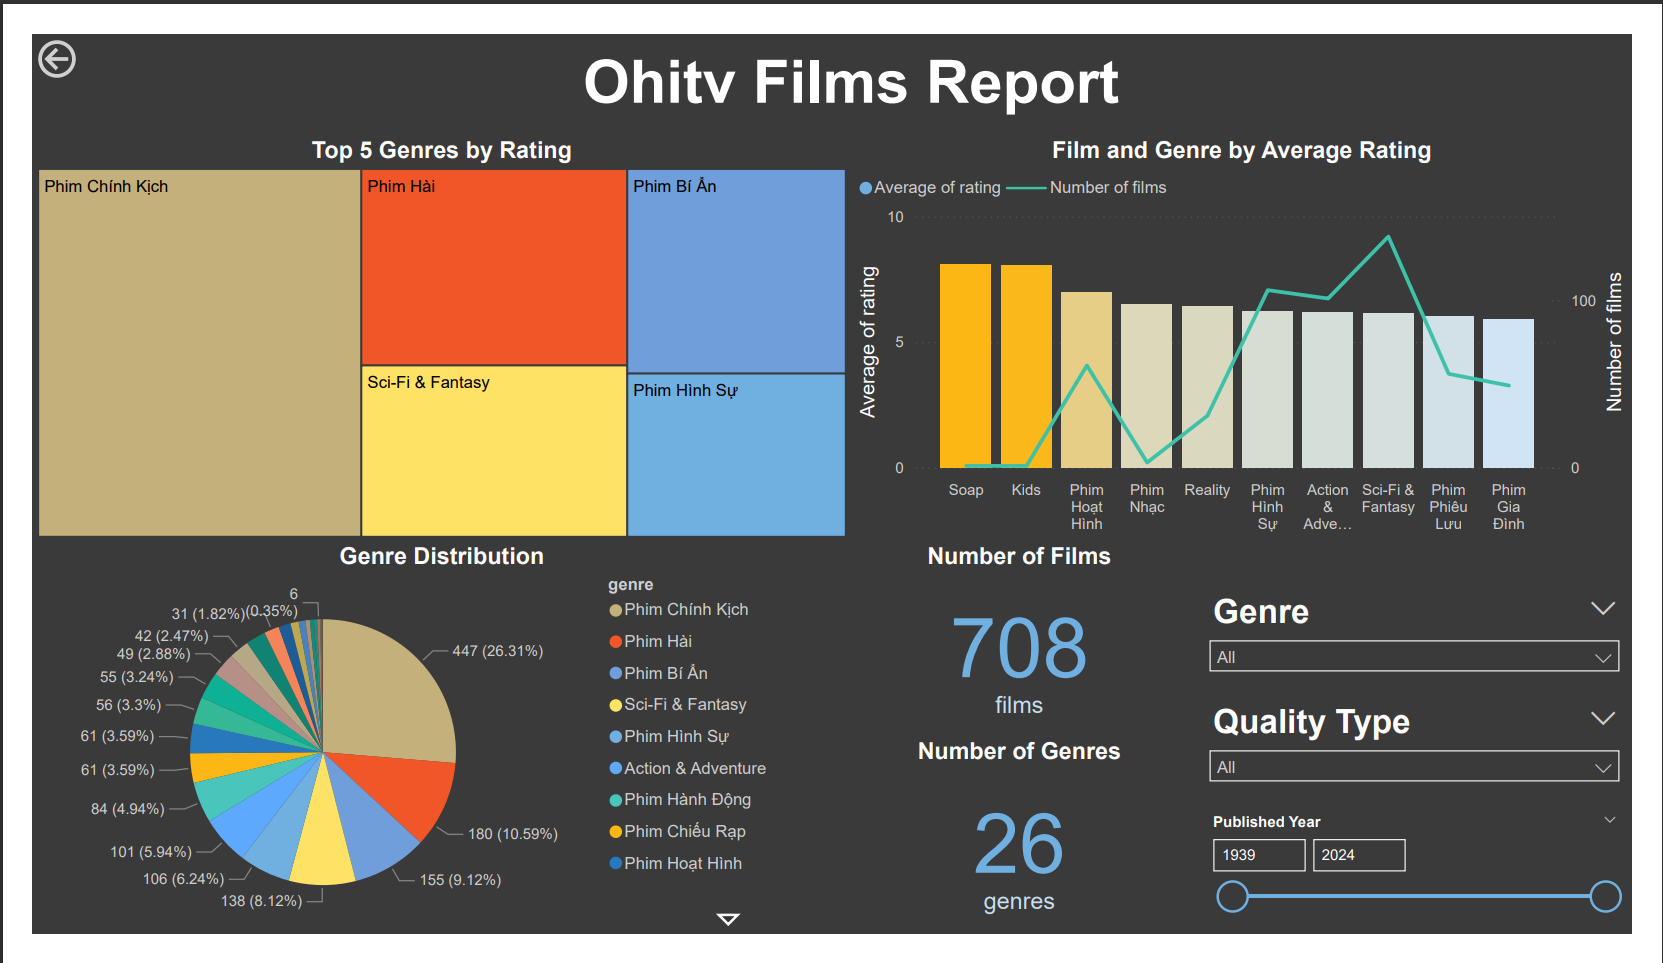 Ohitv Films Report
Top 5 Genres by Rating
Phim Chính Kịch
Phim Hài
Phim Bí Ẩn
Sci-Fi & Fantasy
Phim Hình Sự
Film and Genre by Average Rating
Average of rating
Number of films
10
5
0
Average of rating
100
0
Number of films
Soap
Kids
Phim
Hoạt
Hình
Phim
Nhạc
Reality
Phim
Hình
Sự
Action
&
Adve...
Sci-Fi &
Fantasy
Phim
Phiêu
Lưu
Phim
Gia
Đình
Genre Distribution
6
(0.35%)
31 (1.82%)
42 (2.47%)
49 (2.88%)
55 (3.24%)
56 (3.3%)
61 (3.59%)
61 (3.59%)
84 (4.94%)
101 (5.94%)
106 (6.24%)
138 (8.12%)
155 (9.12%)
180 (10.59%)
447 (26.31%)
genre
Phim Chính Kịch
Phim Hài
Phim Bí Ẩn
Sci-Fi & Fantasy
Phim Hình Sự
Action & Adventure
Phim Hành Động
Phim Chiếu Rạp
Phim Hoạt Hình
Number of Films
708
films
Number of Genres
26
genres
Genre
All
Quality Type
All
Published Year
1939
2024